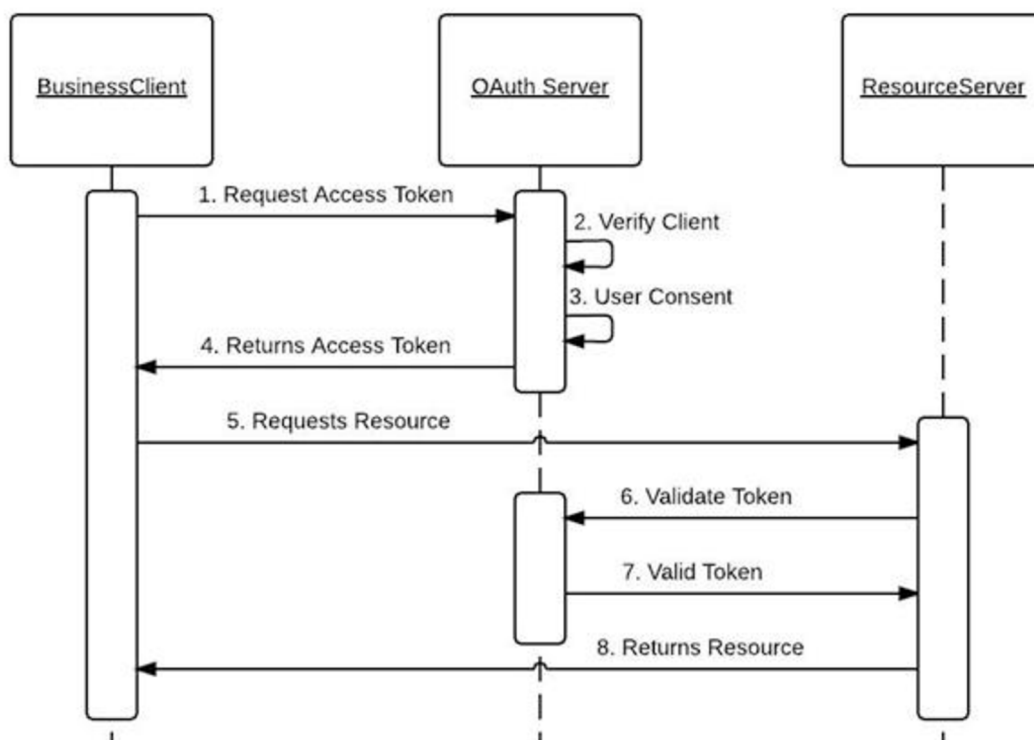 BusinessClient
OAuth Server
ResourceServer
1. Request Access Token
2. Verify Client
3. User Consent
4. Returns Access Token
5. Requests Resource
6. Validate Token
7. Valid Token
8. Returns Resource